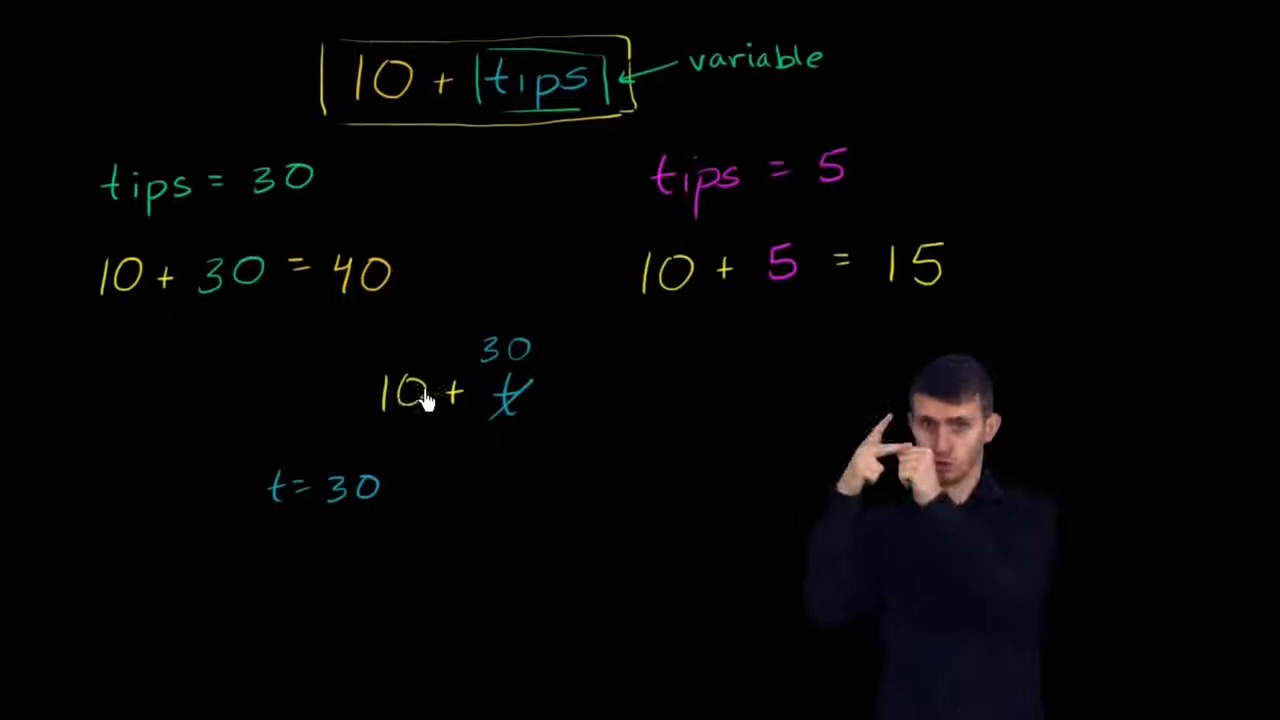 10 + tips variable
tips = 30
tips = 5
10 + 30 = 40
10 + 5 = 15
30
10 + t
t = 30